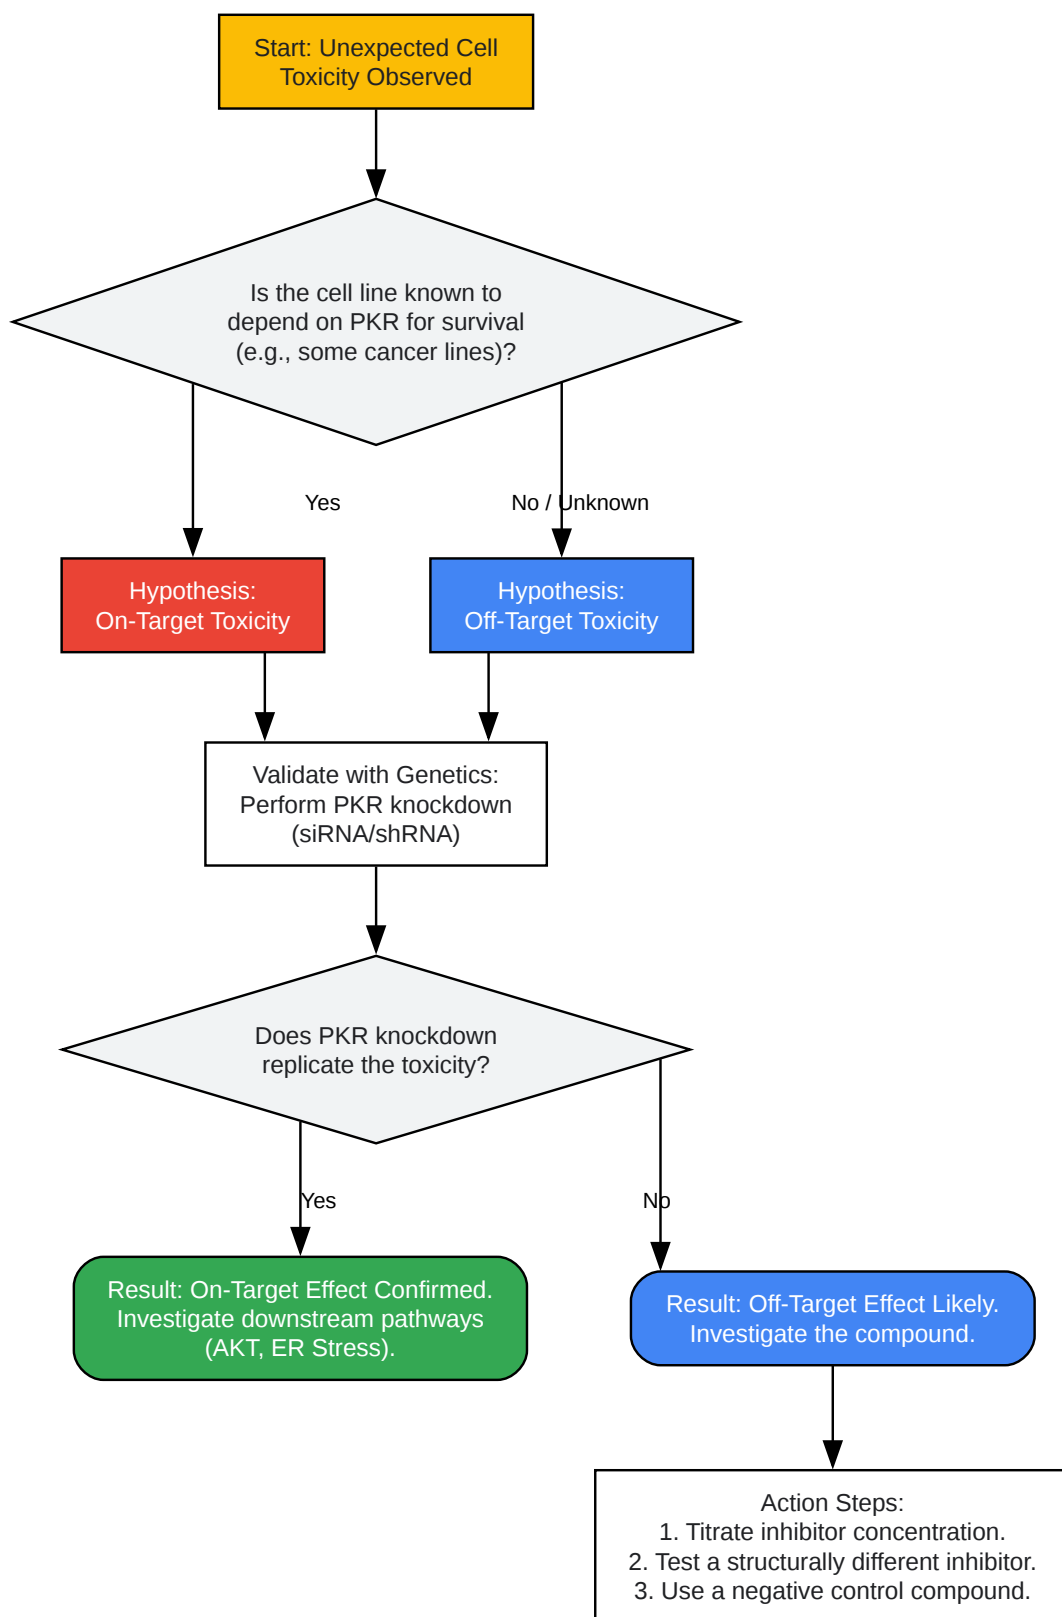 Start: Unexpected Cell
Toxicity Observed
Is the cell line known to
depend on PKR for survival
(e.g., some cancer lines)?
Yes
No / Unknown
Hypothesis:
On-Target Toxicity
Hypothesis:
Off-Target Toxicity
Validate with Genetics:
Perform PKR knockdown
(siRNA/shRNA)
Does PKR knockdown
replicate the toxicity?
Yes
No
Result: On-Target Effect Confirmed.
Investigate downstream pathways
(AKT, ER Stress).
Result: Off-Target Effect Likely.
Investigate the compound.
Action Steps:
1. Titrate inhibitor concentration.
2. Test a structurally different inhibitor.
3. Use a negative control compound.